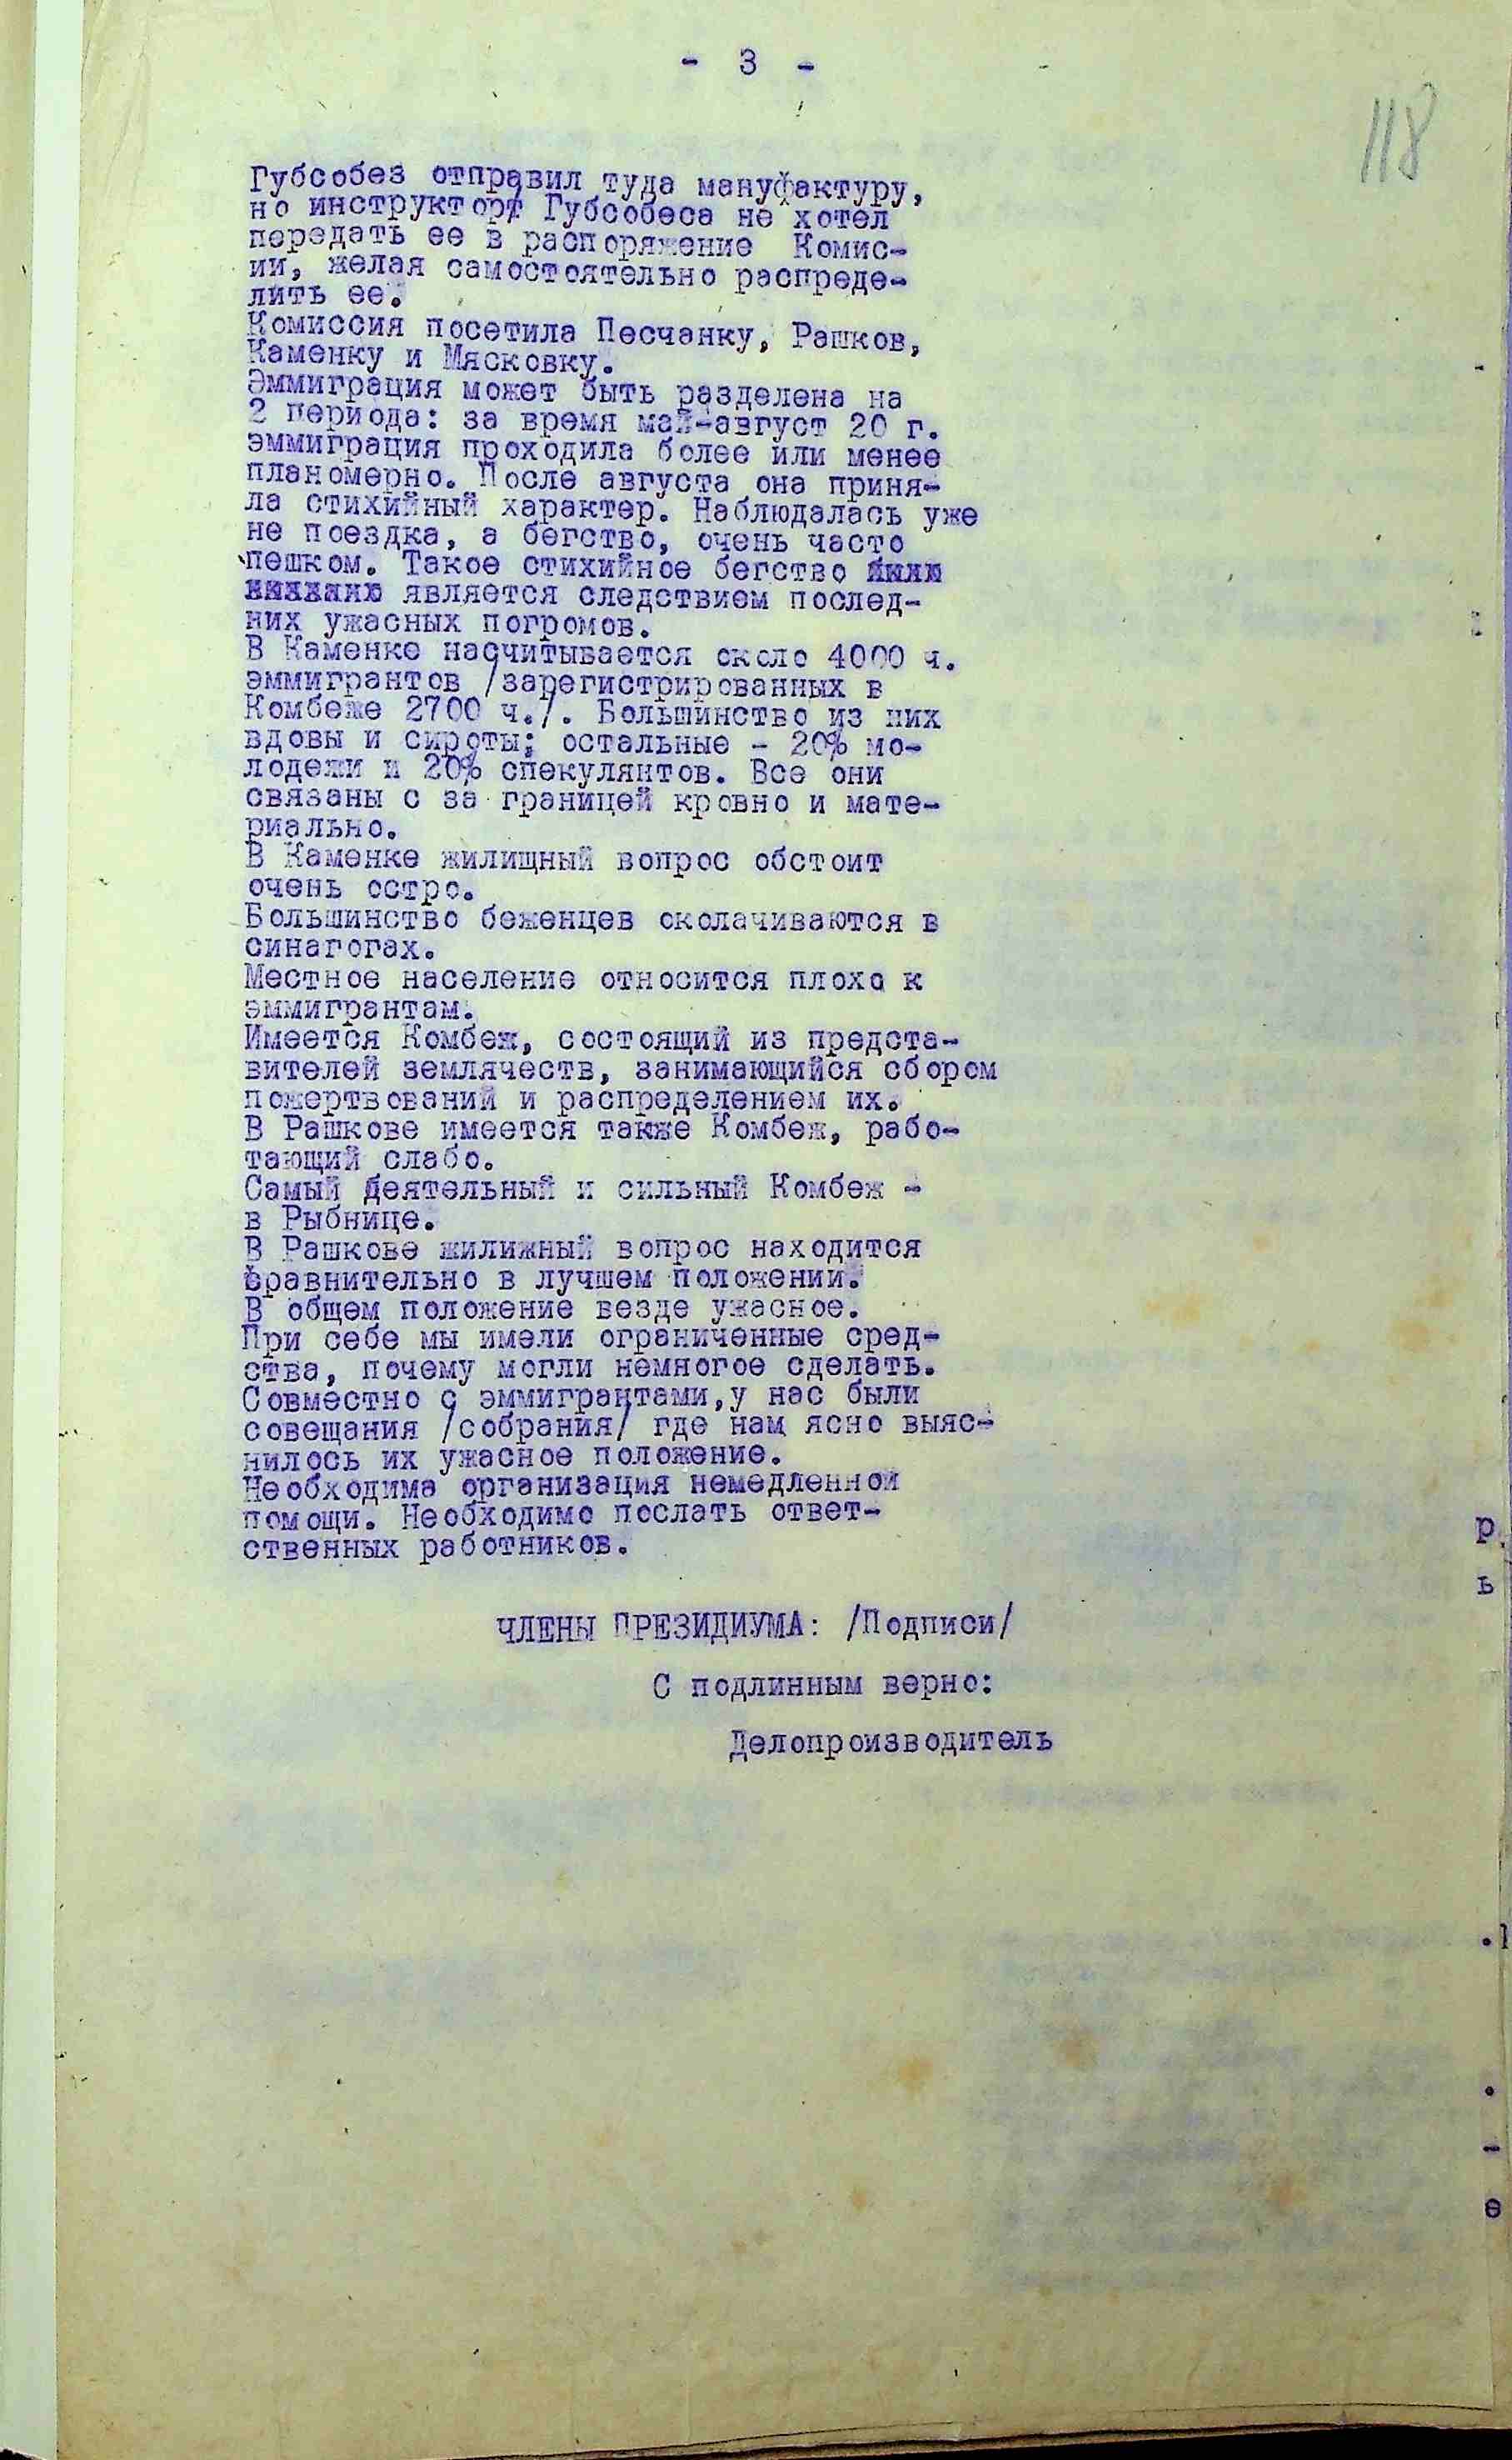 - 3 -
118
Губсобез отправил туда мануфактуру,
но инструктор Губсобеса не хотел
передать ее в распоряжение Комис-
ии, желая самостоятельно распреде-
лить ее.
Комиссия посетила Песчанку, Рашков,
Каменку и Мясковку.
Эммиграция может быть разделена на
2 периода: за время май-август 20 г.
эммиграция проходила более или менее
планомерно. После августа она приня-
ла стихийный характер. Наблюдалась уже
не поездка, а бегство, очень часто
пешком. Такое стихийное бегство
является следствием послед-
них ужасных погромов.
В Каменке насчитывается около 4000 ч.
эммигрантов /зарегистрированных в
Комбеже 2700 ч./. Большинство из них
вдовы и сироты; остальные - 20% мо-
лодежи и 20% спекулянтов. Все они
связаны с за границей кровно и мате-
риально.
В Каменке жилищный вопрос обстоит
очень остро.
Большинство беженцев сколачиваются в
синагогах.
Местное население относится плохо к
эммигрантам.
Имеется Комбеж, состоящий из предста-
вителей землячеств, занимающийся сбором
пожертвований и распределением их.
В Рашкове имеется также Комбеж, рабо-
тающий слабо.
Самый деятельный и сильный Комбеж -
в Рыбнице.
В Рашкове жилижный вопрос находится
сравнительно в лучшем положении.
В общем положение везде ужасное.
При себе мы имели ограниченные сред-
ства, почему могли немногое сделать.
Совместно с эммигрантами,у нас были
совещания /собрания/ где нам ясно выяс-
нилось их ужасное положение.
Необходима организация немедленной
помощи. Необходимо послать ответ-
ственных работников.
ЧЛЕНЫ ПРЕЗИДИУМА: /Подписи/
С подлинным верно:
Делопроизводитель